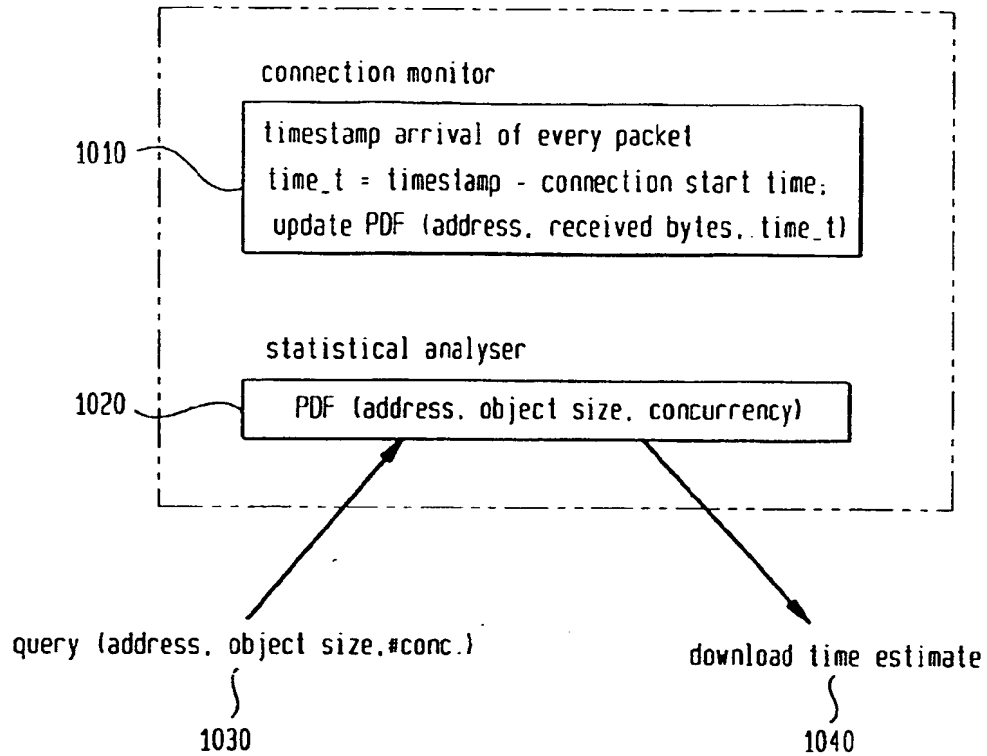 connection monitor
timestamp arrival of every packet
1010
time_t = timestamp - connection start time;
update PDF (address, received bytes, time_t)
statistical analyser
1020
PDF (address, object size, concurrency)
query (address, object size, #conc.)
download time estimate
1030
1040